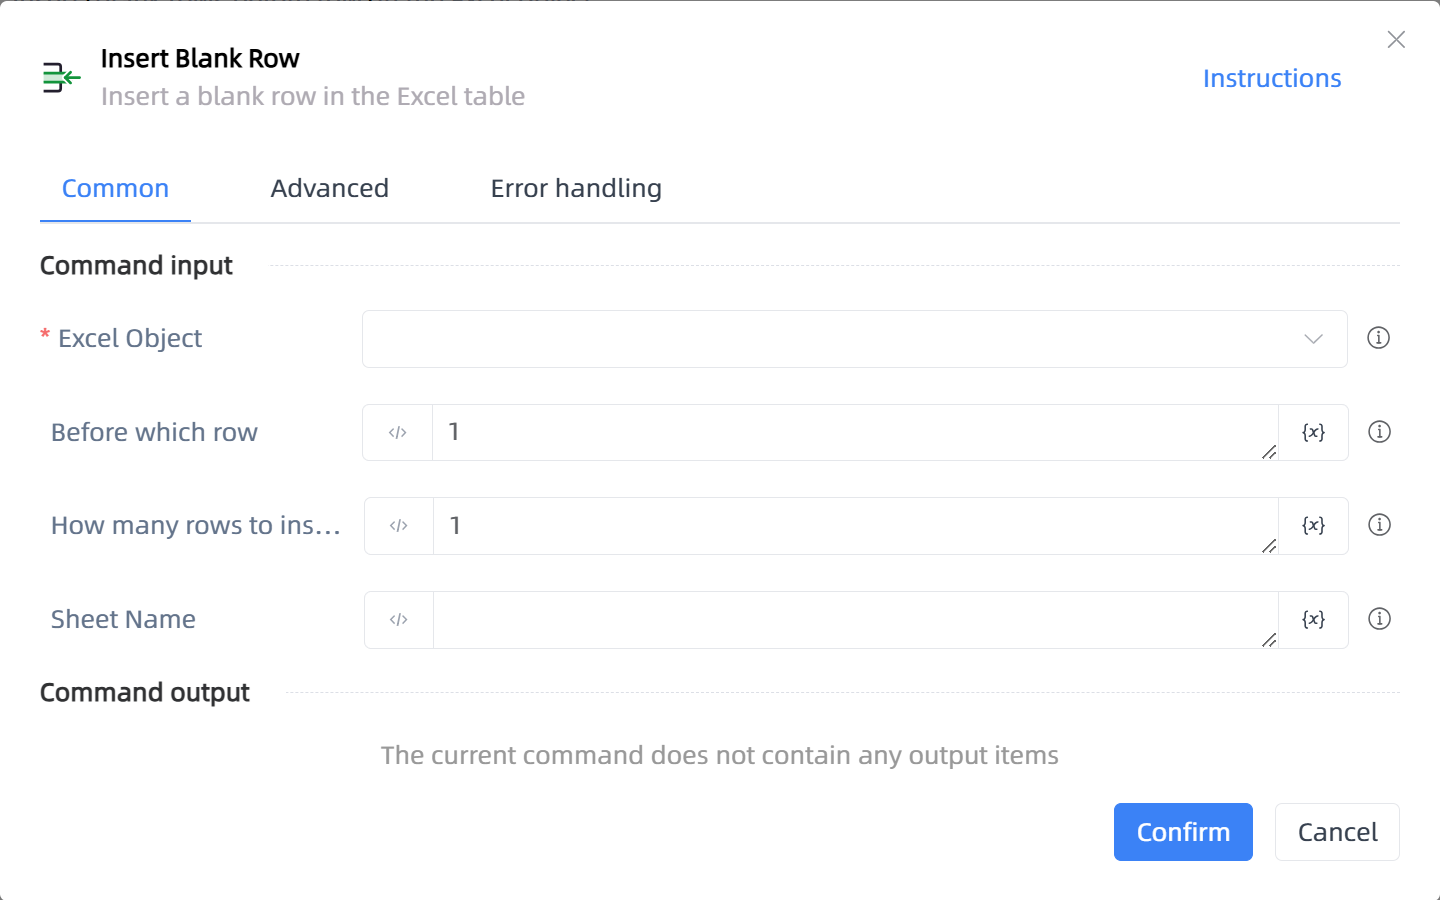 Insert Blank Row
Insert a blank row in the Excel table
Instructions
Common
Advanced
Error handling
Command input
* Excel Object
Before which row
</>
1
{x}
How many rows to ins...
</>
1
{x}
Sheet Name
</>
{x}
Command output
The current command does not contain any output items
Confirm
Cancel